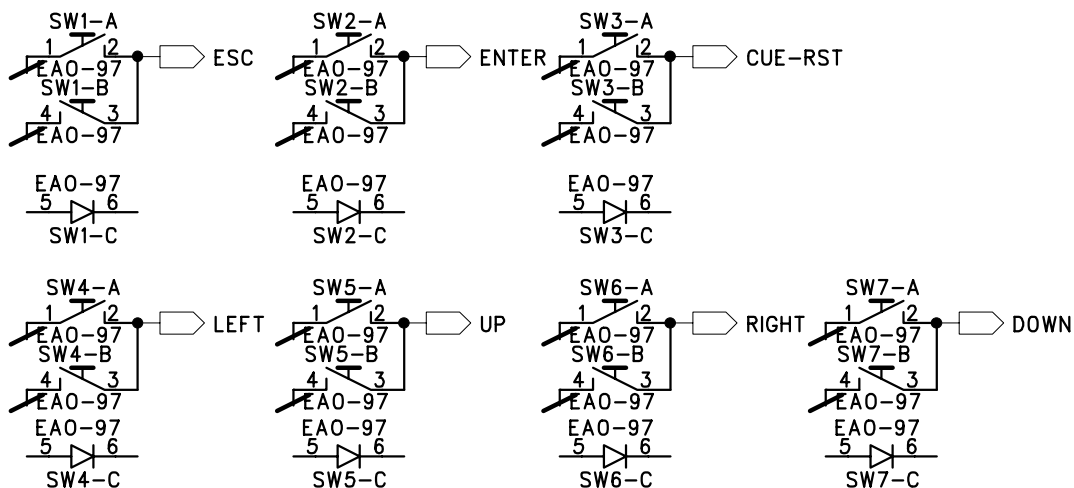 SW1-A SW2-A SW3-A
1 2 ESC 1 2 ENTER 1 2 CUE-RST
EAO-97 EAO-97 EAO-97
SW1-B SW2-B SW3-B
4 3 4 3 4 3
EAO-97 EAO-97 EAO-97
EAO-97 EAO-97 EAO-97
5 6 5 6 5 6
SW1-C SW2-C SW3-C
SW4-A SW5-A SW6-A SW7-A
1 2 LEFT 1 2 UP 1 2 RIGHT 1 2 DOWN
EAO-97 EAO-97 EAO-97 EAO-97
SW4-B SW5-B SW6-B SW7-B
4 3 4 3 4 3 4 3
EAO-97 EAO-97 EAO-97 EAO-97
EAO-97 EAO-97 EAO-97 EAO-97
5 6 5 6 5 6 5 6
SW4-C SW5-C SW6-C SW7-C